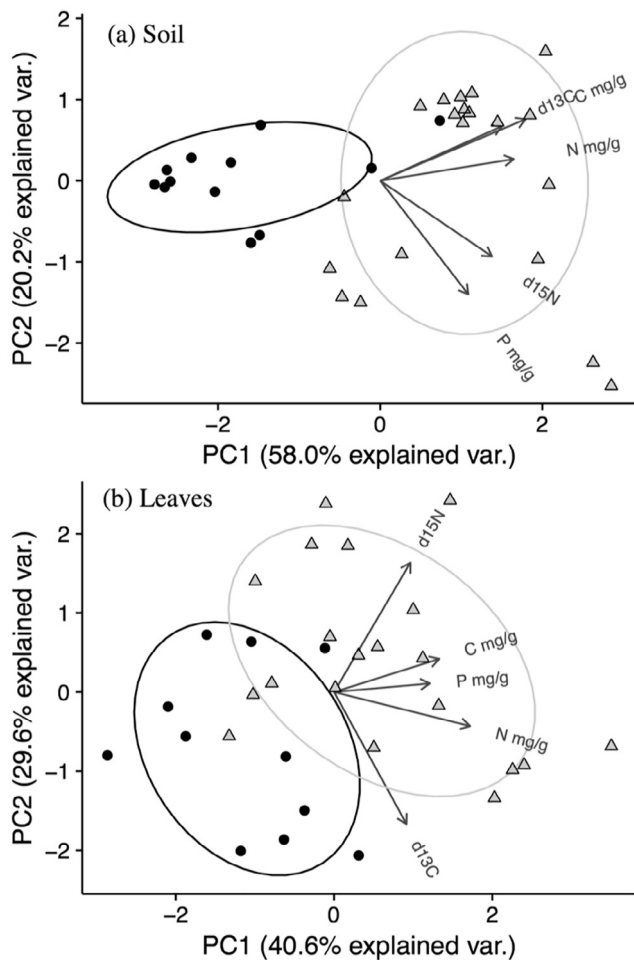 (a) Soil
2
1
0
−1
−2
PC2 (20.2% explained var.)
d13C
C mg/g
N mg/g
d15N
P mg/g
−2
0
2
PC1 (58.0% explained var.)
(b) Leaves
2
1
0
−1
−2
PC2 (29.6% explained var.)
d15N
C mg/g
P mg/g
N mg/g
d13C
−2
0
2
PC1 (40.6% explained var.)